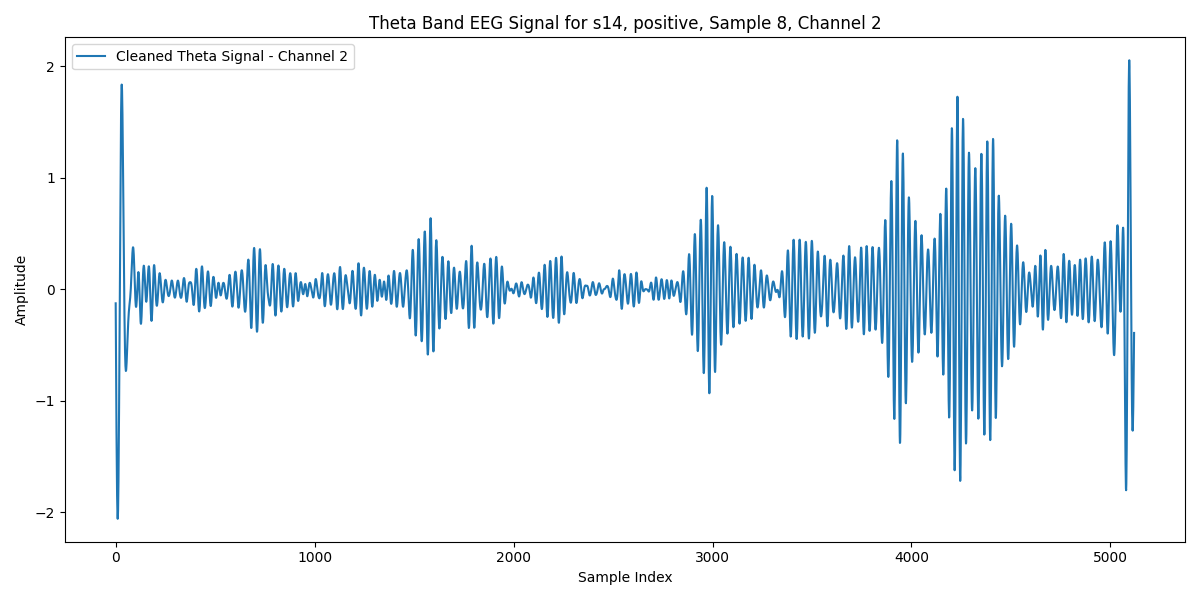 Theta Band EEG Signal for s14, positive, Sample 8, Channel 2
Cleaned Theta Signal - Channel 2
2
1
0
−1
−2
Amplitude
0 1000 2000 3000 4000 5000
Sample Index